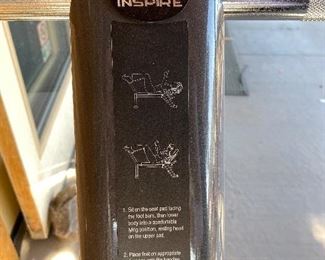 INSPIRE
1. Sit on the seat pad facing
the foot bars, then lower
body into a comfortable
lying position, resting head
on the upper pad.
2. Place feet on appropriate